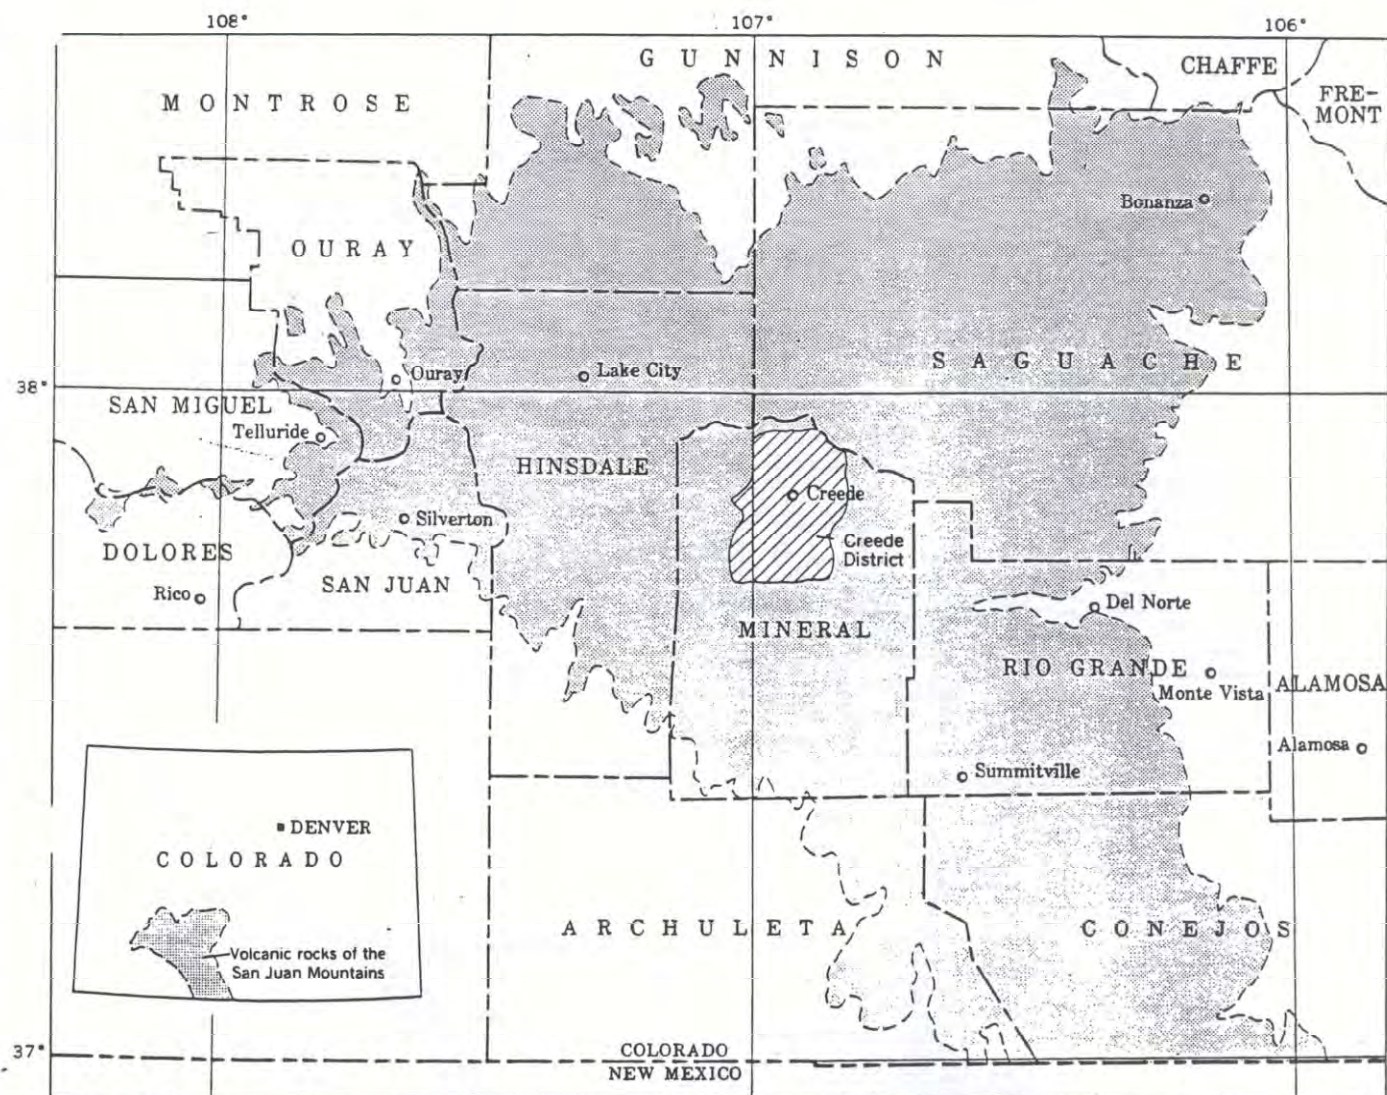 108°
107°
106°
GUNNISON
CHAFFE
FRE-
MONT
MONTROSE
Bonanza
OURAY
SAGUACHE
Ouray
Lake City
38°
SAN MIGUEL
Telluride
HINSDALE
Creede
Silverton
Creede
District
DOLORES
SAN JUAN
Rico
Del Norte
MINERAL
RIO GRANDE
Monte Vista
ALAMOSA
Alamosa
Summitville
DENVER
COLORADO
ARCHULETA
CONEJOS
Volcanic rocks of the
San Juan Mountains
37°
COLORADO
NEW MEXICO